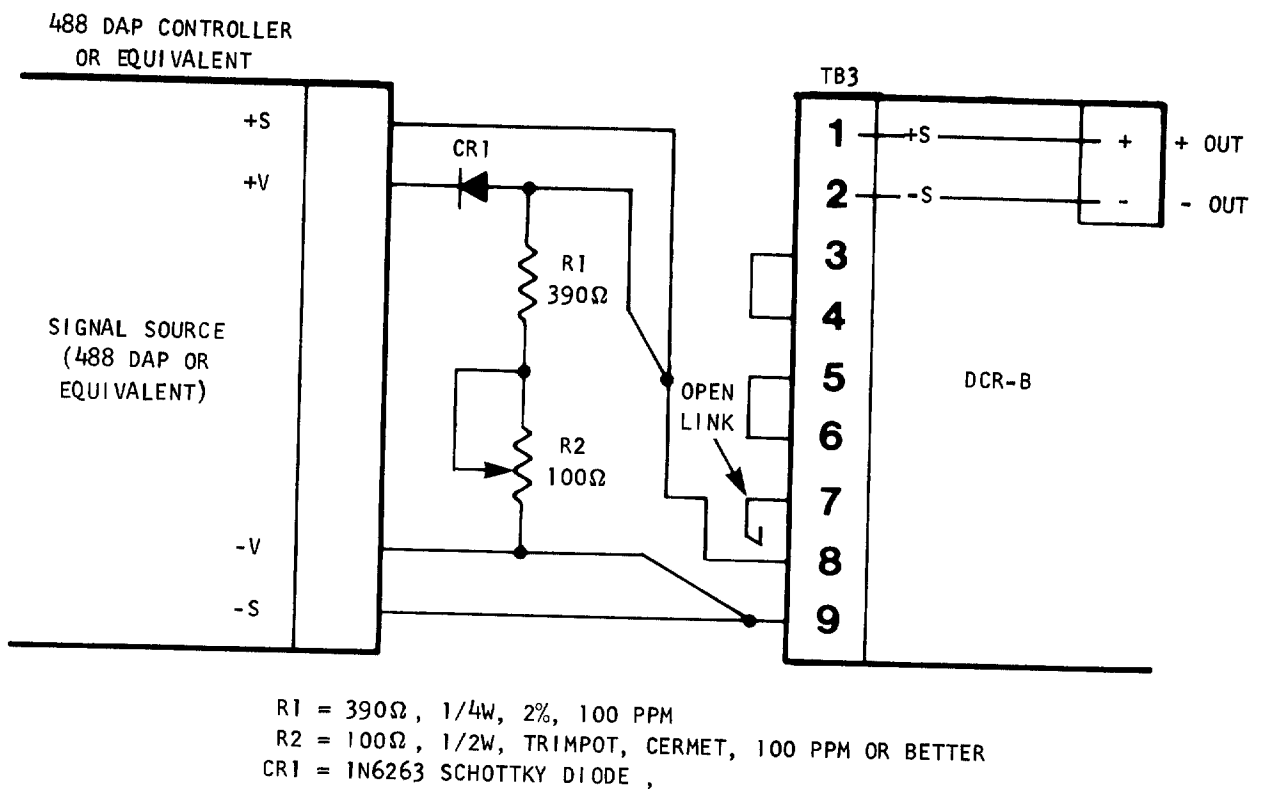 488 DAP CONTROLLER
OR EQUIVALENT
TB3
+S
+V
CR1
R1
390Ω
SIGNAL SOURCE
(488 DAP OR
EQUIVALENT)
R2
100Ω
-V
-S
OPEN
LINK
1
2
3
4
5
6
7
8
9
+S
-S
+
-
+ OUT
- OUT
DCR-B
R1 = 390Ω, 1/4W, 2%, 100 PPM
R2 = 100Ω, 1/2W, TRIMPOT, CERMET, 100 PPM OR BETTER
CR1 = 1N6263 SCHOTTKY DIODE ,